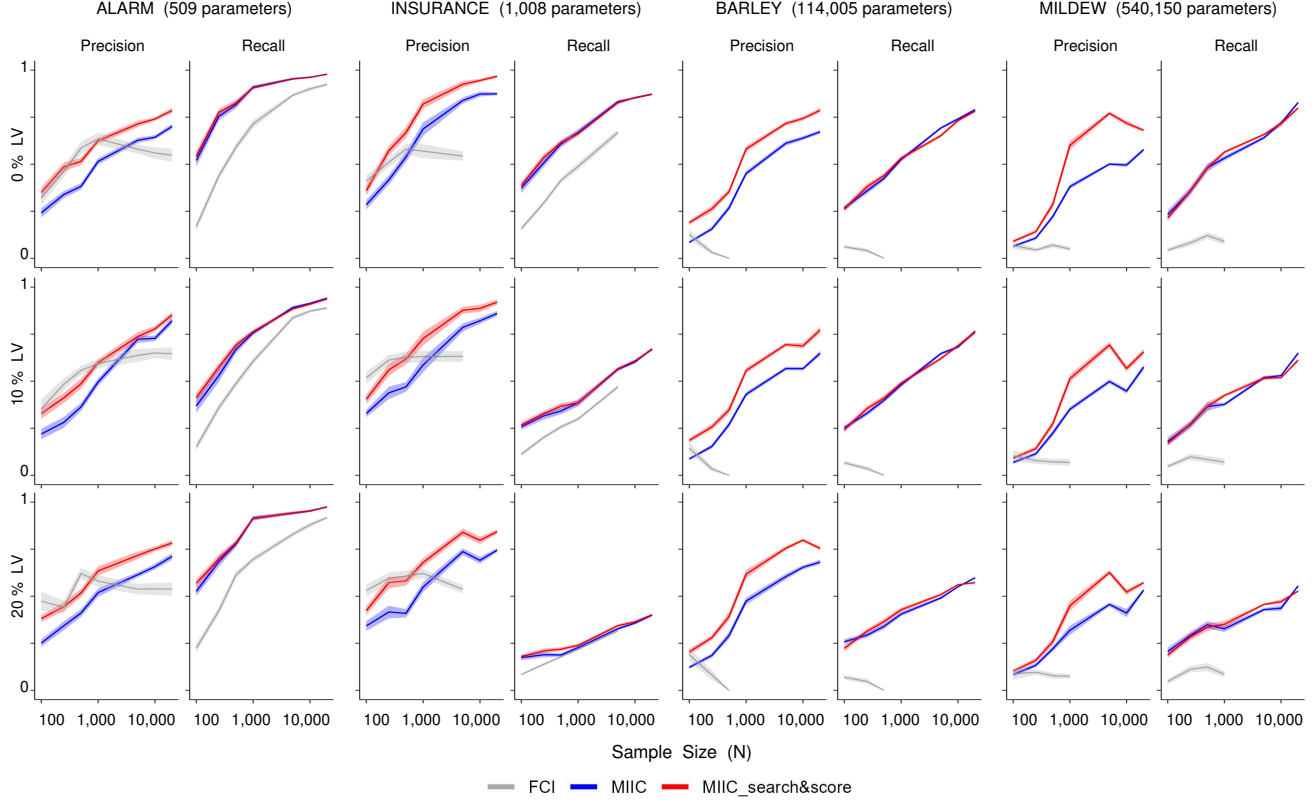 ALARM (509 parameters) INSURANCE (1,008 parameters) BARLEY (114,005 parameters) MILDEW (540,150 parameters)
Precision Recall Precision Recall Precision Recall Precision Recall
1
0 % LV
0
1
10 % LV
0
1
20 % LV
0
100 1,000 10,000 100 1,000 10,000 100 1,000 10,000 100 1,000 10,000 100 1,000 10,000 100 1,000 10,000 100 1,000 10,000 100 1,000 10,000
Sample Size (N)
FCI MIIC MIIC_search&score